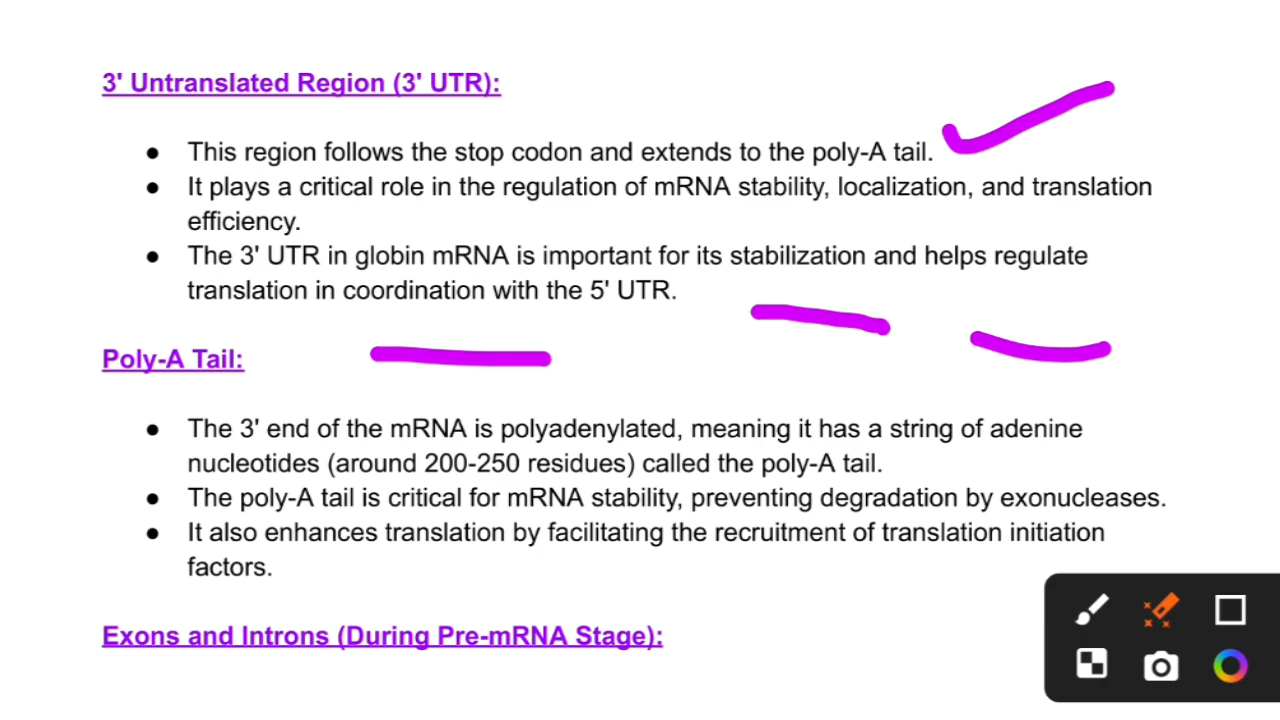 3' Untranslated Region (3' UTR):
● This region follows the stop codon and extends to the poly-A tail.
● It plays a critical role in the regulation of mRNA stability, localization, and translation
efficiency.
● The 3' UTR in globin mRNA is important for its stabilization and helps regulate
translation in coordination with the 5' UTR.
Poly-A Tail:
● The 3' end of the mRNA is polyadenylated, meaning it has a string of adenine
nucleotides (around 200-250 residues) called the poly-A tail.
● The poly-A tail is critical for mRNA stability, preventing degradation by exonucleases.
● It also enhances translation by facilitating the recruitment of translation initiation
factors.
Exons and Introns (During Pre-mRNA Stage):